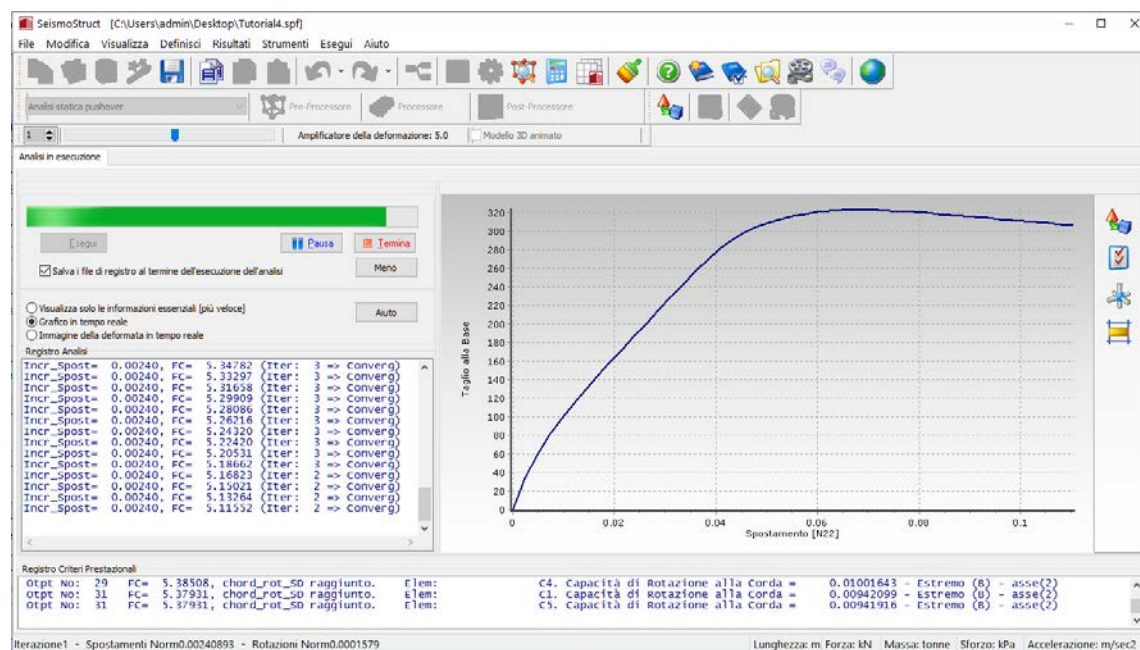 SeismoStruct [C:\Users\admin\Desktop\Tutorial4.spf]
File Modifica Visualizza Definisci Risultati Strumenti Esegui Aiuto
Analisi statica pushover Pre-Processore Processore Post-Processore
1 Amplificatore della deformazione: 5.0 Modello 3D animato
Analisi in esecuzione
Esegui Pausa Termina
Salva i file di registro al termine dell'esecuzione dell'analisi Meno
Visualizza solo le informazioni essenziali [più veloce]
Grafico in tempo reale Aiuto
Immagine della deformata in tempo reale
Registro Analisi
Incr_Spost= 0.00240, FC= 5.34782 (Iter: 3 => Converg)
Incr_Spost= 0.00240, FC= 5.33297 (Iter: 3 => Converg)
Incr_Spost= 0.00240, FC= 5.31658 (Iter: 3 => Converg)
Incr_Spost= 0.00240, FC= 5.29909 (Iter: 3 => Converg)
Incr_Spost= 0.00240, FC= 5.28086 (Iter: 3 => Converg)
Incr_Spost= 0.00240, FC= 5.26216 (Iter: 3 => Converg)
Incr_Spost= 0.00240, FC= 5.24320 (Iter: 3 => Converg)
Incr_Spost= 0.00240, FC= 5.22420 (Iter: 3 => Converg)
Incr_Spost= 0.00240, FC= 5.20531 (Iter: 3 => Converg)
Incr_Spost= 0.00240, FC= 5.18662 (Iter: 3 => Converg)
Incr_Spost= 0.00240, FC= 5.16823 (Iter: 2 => Converg)
Incr_Spost= 0.00240, FC= 5.15021 (Iter: 2 => Converg)
Incr_Spost= 0.00240, FC= 5.13264 (Iter: 2 => Converg)
Incr_Spost= 0.00240, FC= 5.11552 (Iter: 2 => Converg)
Taglio alla Base
320
300
280
260
240
220
200
180
160
140
120
100
80
60
40
20
0
0 0.02 0.04 0.06 0.08 0.1
Spostamento [N22]
Registro Criteri Prestazionali
Otpt No: 29 FC= 5.38508, chord_rot_SD raggiunto. Elem: C4. Capacità di Rotazione alla Corda = 0.01001643 - Estremo (B) - asse(2)
Otpt No: 31 FC= 5.37931, chord_rot_SD raggiunto. Elem: C1. Capacità di Rotazione alla Corda = 0.00942099 - Estremo (B) - asse(2)
Otpt No: 31 FC= 5.37931, chord_rot_SD raggiunto. Elem: C5. Capacità di Rotazione alla Corda = 0.00941916 - Estremo (B) - asse(2)
Iterazione1 - Spostamenti Norm0.00240893 - Rotazioni Norm0.0001579 Lunghezza: m Forza: kN Massa: tonne Sforzo: kPa Accelerazione: m/sec2